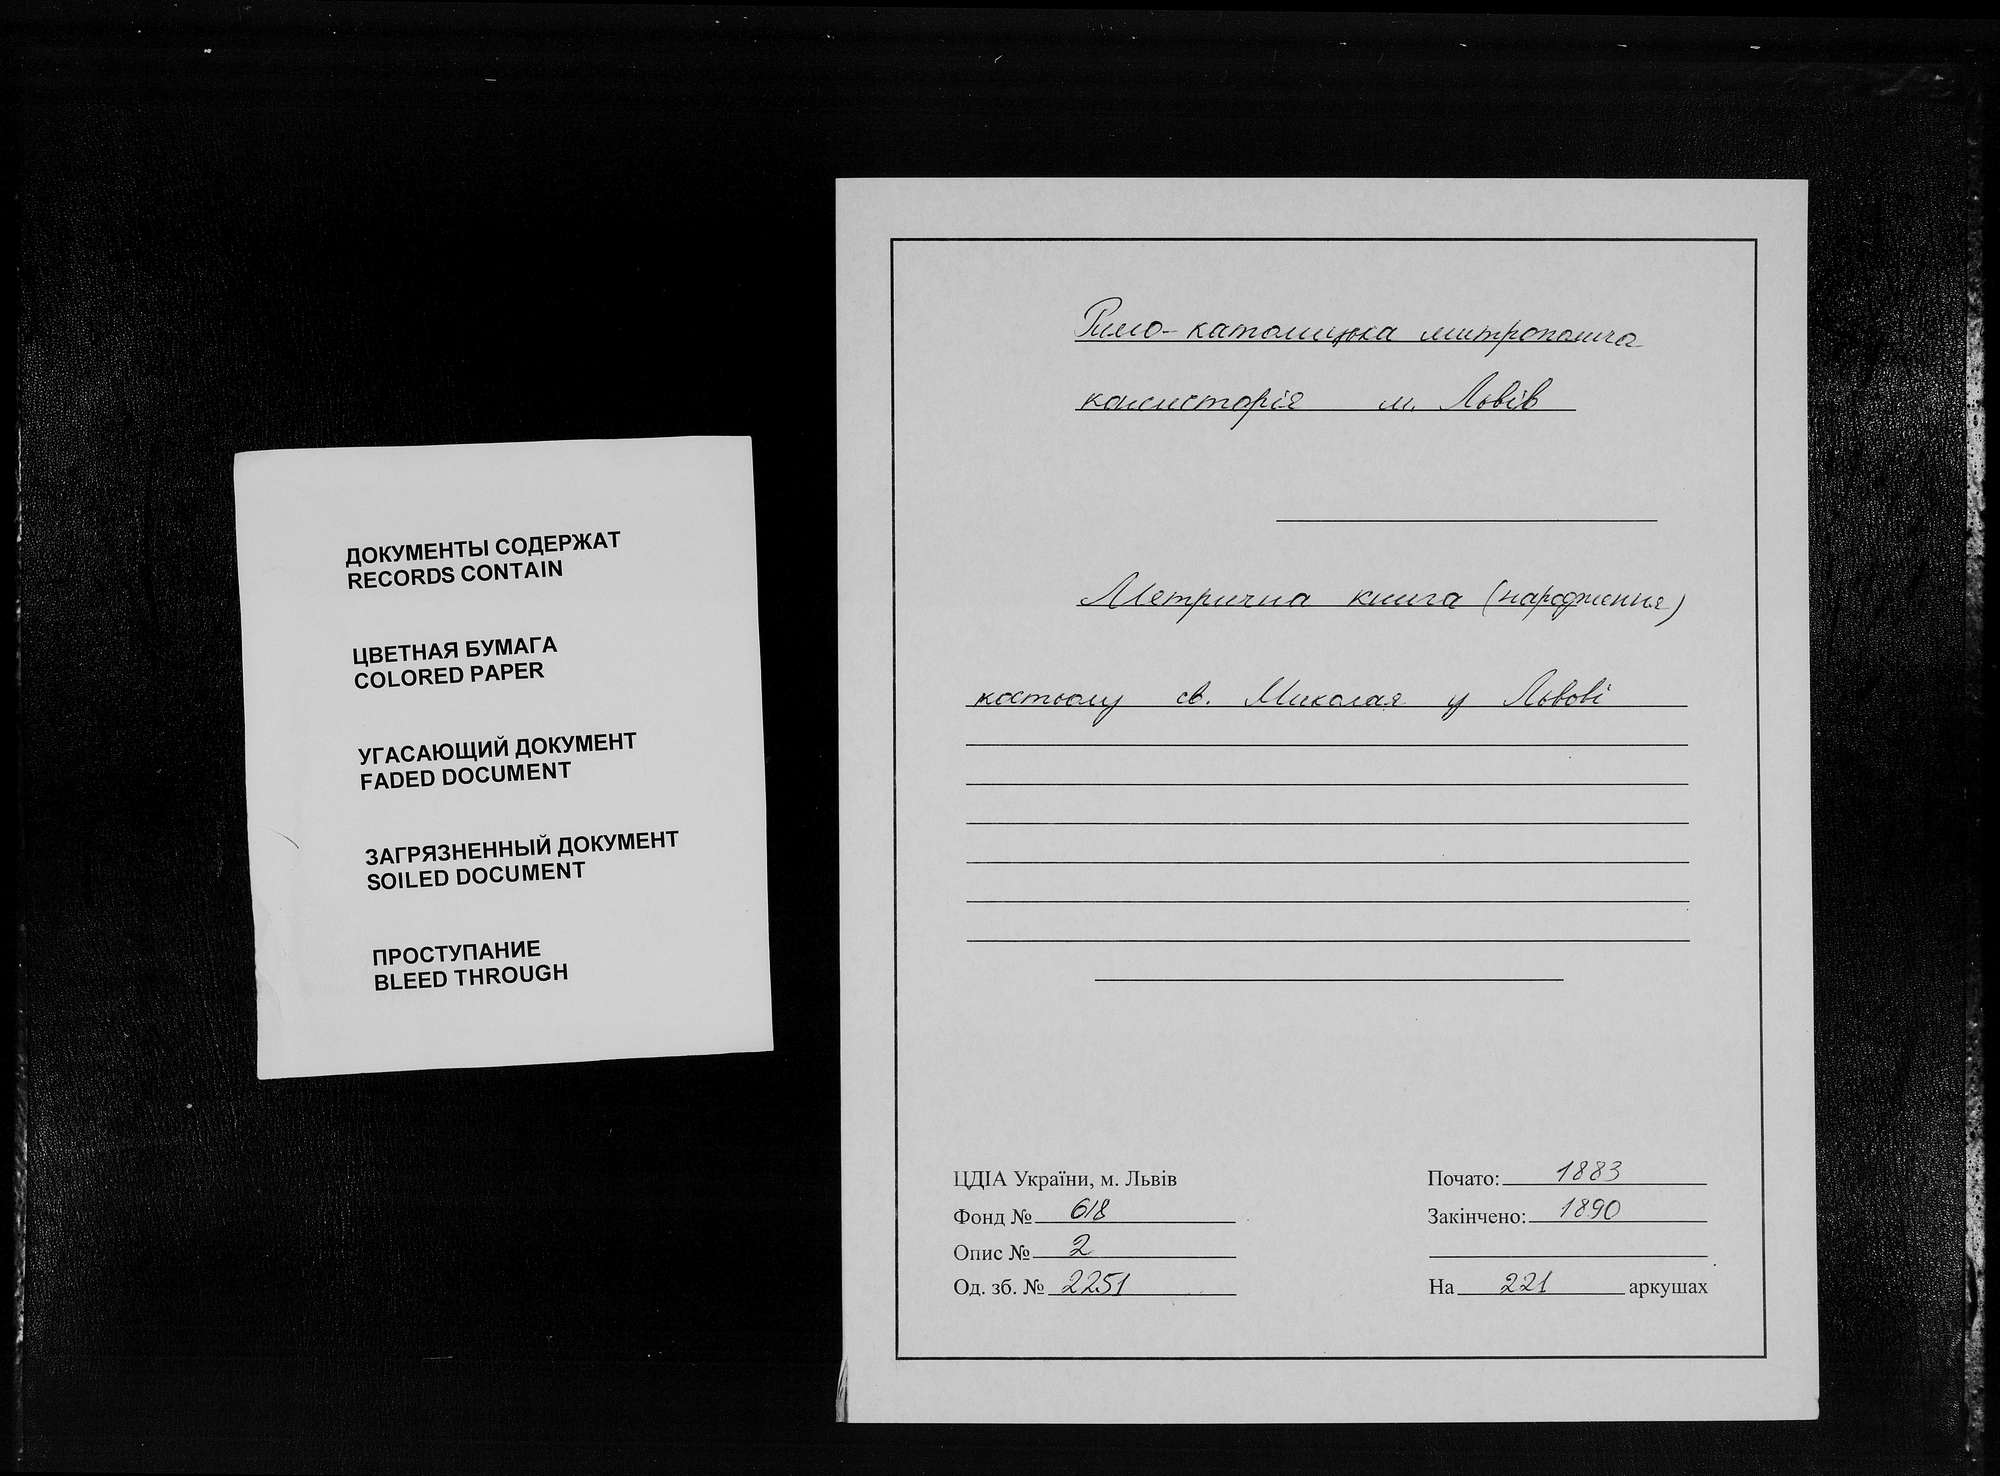 ДОКУМЕНТЫ СОДЕРЖАТ
RECORDS CONTAIN
ЦВЕТНАЯ БУМАГА
COLORED PAPER
УГАСАЮЩИЙ ДОКУМЕНТ
FADED DOCUMENT
ЗАГРЯЗНЕННЫЙ ДОКУМЕНТ
SOILED DOCUMENT
ПРОСТУПАНИЕ
BLEED THROUGH
Римо-католицька митрополича
консисторія м. Львів
Метрична книга (народження)
костьолу св. Миколая у Львові
ЦДІА України, м. Львів
Фонд № 618
Опис № 2
Од. зб. № 2251
Почато: 1883
Закінчено: 1890
На 221 аркушах